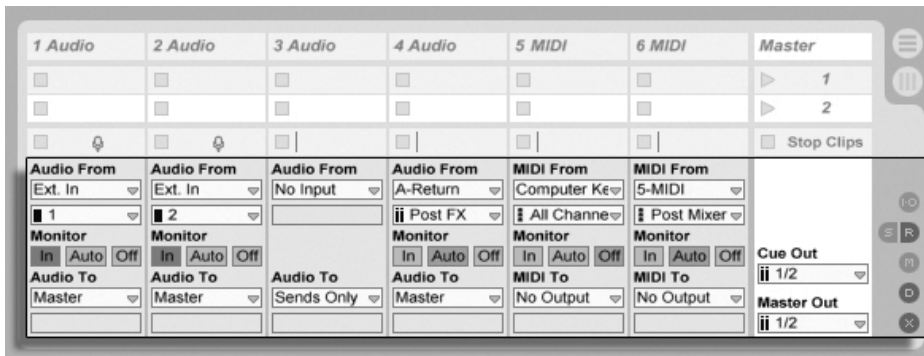 1 Audio 2 Audio 3 Audio 4 Audio 5 MIDI 6 MIDI Master
1
2
Stop Clips
Audio From Audio From Audio From Audio From MIDI From MIDI From
Ext. In Ext. In No Input A-Return Computer Ke 5-MIDI
1 2 Post FX All Channe Post Mixer
Monitor Monitor Monitor Monitor Monitor
In Auto Off In Auto Off In Auto Off In Auto Off In Auto Off
Cue Out
Audio To Audio To Audio To Audio To MIDI To MIDI To
1/2
Master Master Sends Only Master No Output No Output
Master Out
1/2
I·O
S R
M
D
X